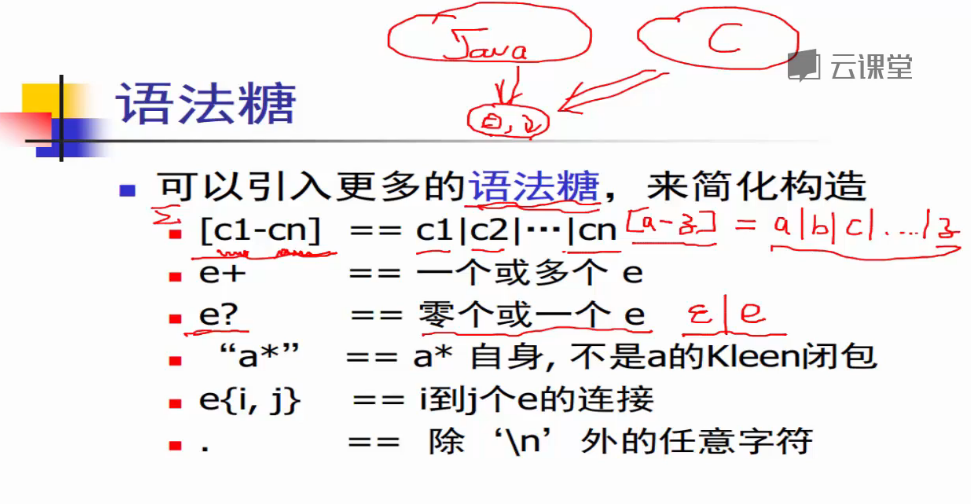 Java
C
云课堂
语法糖
可以引入更多的语法糖，来简化构造
Σ
[c1-cn] == c1|c2|…|cn [a-z] = a|b|c|....|z
e+ == 一个或多个 e
e? == 零个或一个 e ε|e
“a*” == a* 自身, 不是a的Kleen闭包
e{i, j} == i到j个e的连接
. == 除‘\n’外的任意字符